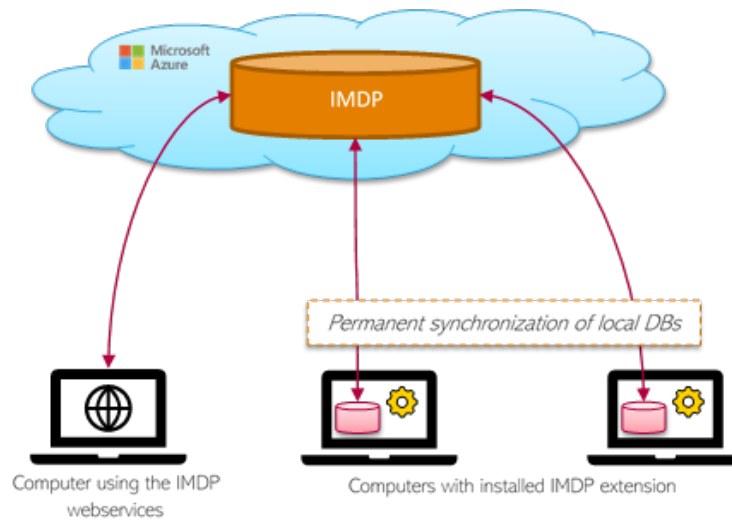 Microsoft
Azure
IMDP
Permanent synchronization of local DBs
Computer using the IMDP
webservices
Computers with installed IMDP extension